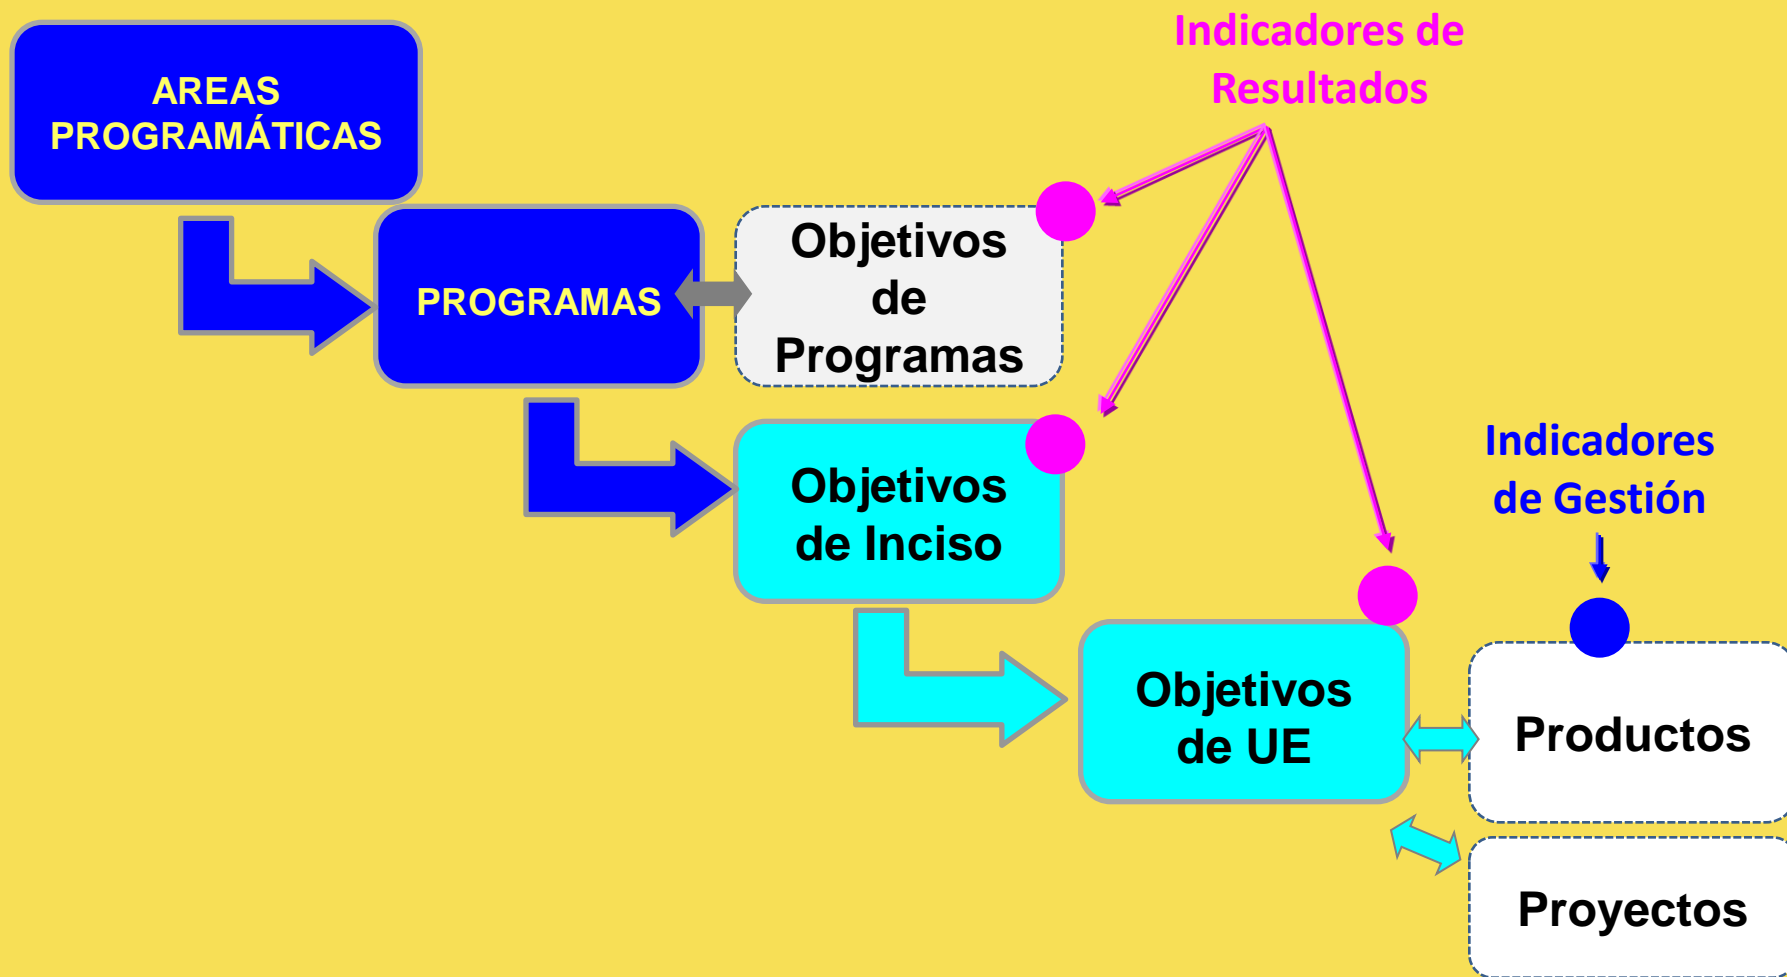 Indicadores de
Resultados
AREAS
PROGRAMÁTICAS
PROGRAMAS
Objetivos
de
Programas
Objetivos
de Inciso
Indicadores
de Gestión
Objetivos
de UE
Productos
Proyectos